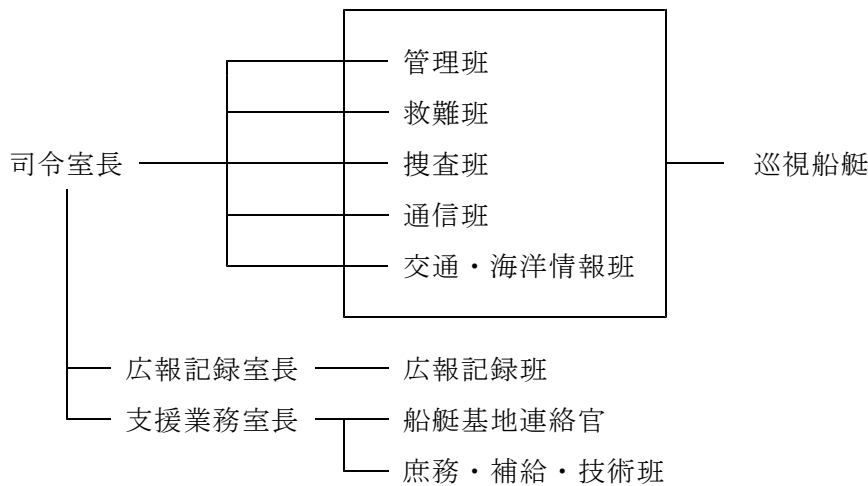 管理班
救難班
司令室長 捜査班 巡視船艇
通信班
交通・海洋情報班
広報記録室長 広報記録班
支援業務室長 船艇基地連絡官
庶務・補給・技術班